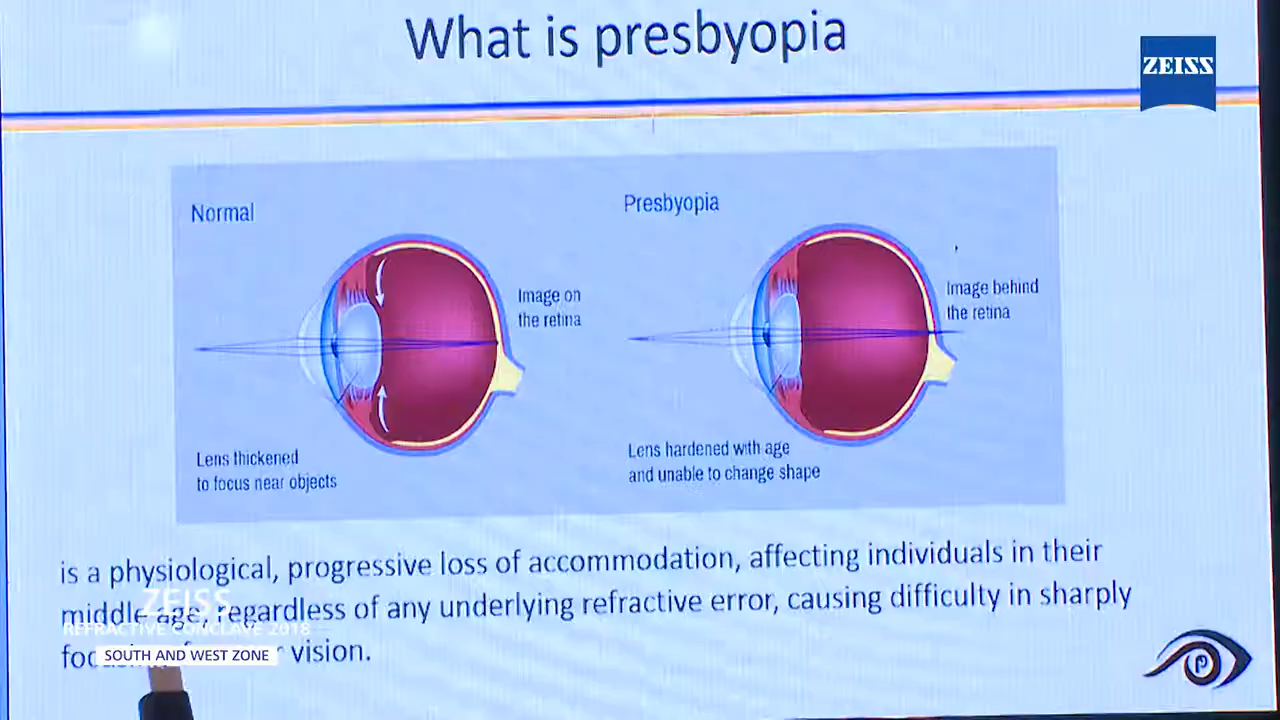 What is presbyopia
ZEISS
Normal
Presbyopia
Image on
the retina
Image behind
the retina
Lens thickened
to focus near objects
Lens hardened with age
and unable to change shape
is a physiological, progressive loss of accommodation, affecting individuals in their
middle age, regardless of any underlying refractive error, causing difficulty in sharply
vision.
ZEISS
REFRACTIVE CONCLAVE 2018
SOUTH AND WEST ZONE